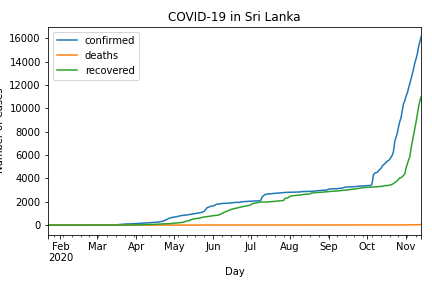 COVID-19 in Sri Lanka
confirmed
deaths
recovered
16000
14000
12000
10000
8000
6000
4000
2000
0
Feb Mar Apr May Jun Jul Aug Sep Oct Nov
2020
Day